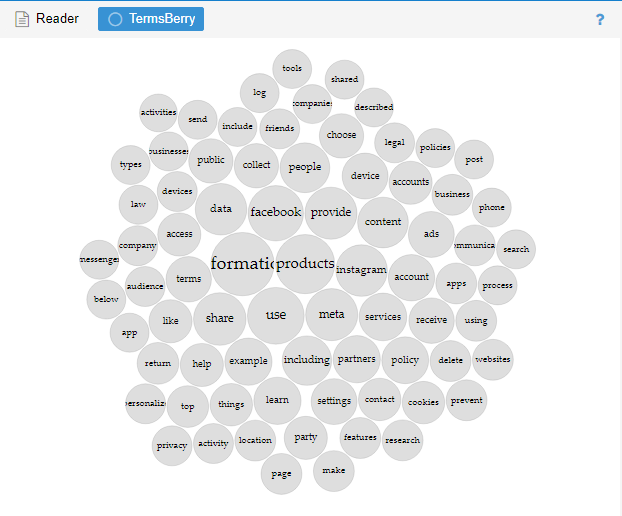 Reader
TermsBerry
?
tools
shared
log
companies
described
activities
send
include
friends
choose
legal
policies
businesses
public
collect
people
post
types
device
accounts
devices
business
law
data
facebook
provide
content
phone
access
ads
company
communica
search
messenger
formatic
products
instagram
account
terms
audience
apps
process
below
like
share
use
meta
services
receive
using
app
return
help
example
including
partners
policy
delete
websites
personaliz
top
things
learn
settings
contact
cookies
prevent
privacy
activity
location
party
features
research
page
make